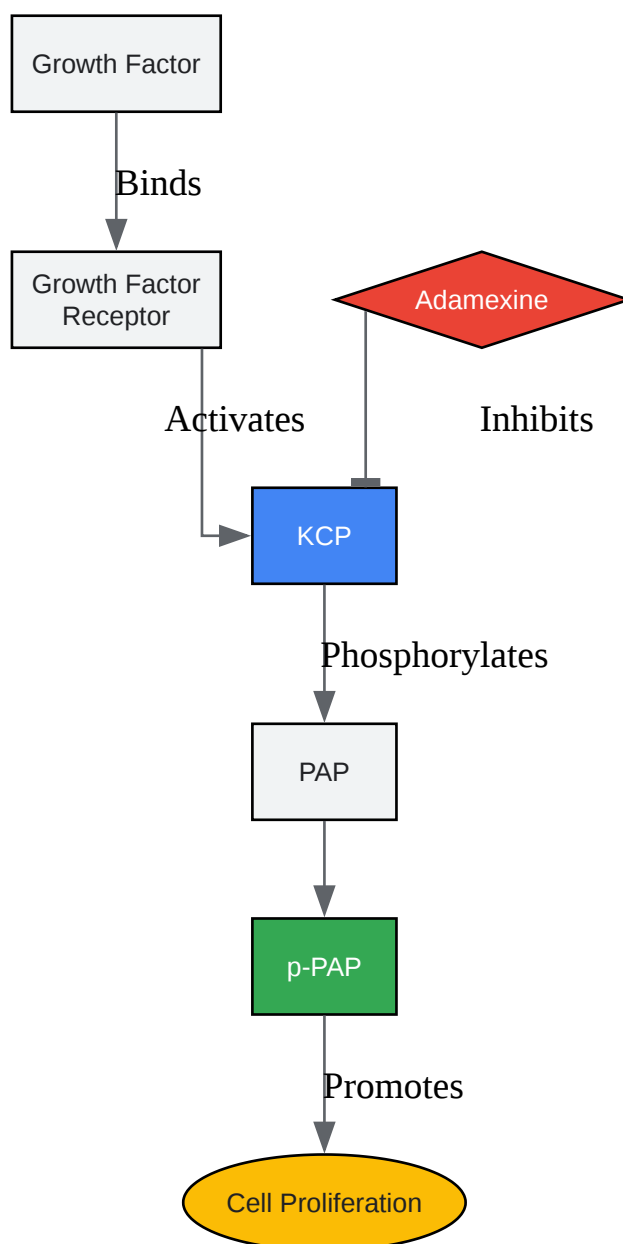 Growth Factor
Binds
Growth Factor
Receptor
Adamexine
Activates
Inhibits
KCP
Phosphorylates
PAP
p-PAP
Promotes
Cell Proliferation